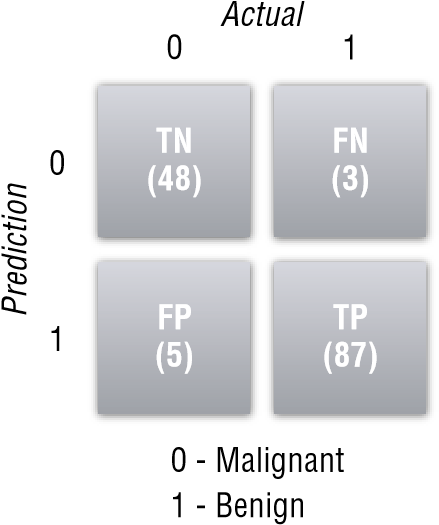 Actual
0 1
Prediction
0
TN
(48)
FN
(3)
1
FP
(5)
TP
(87)
0 - Malignant
1 - Benign